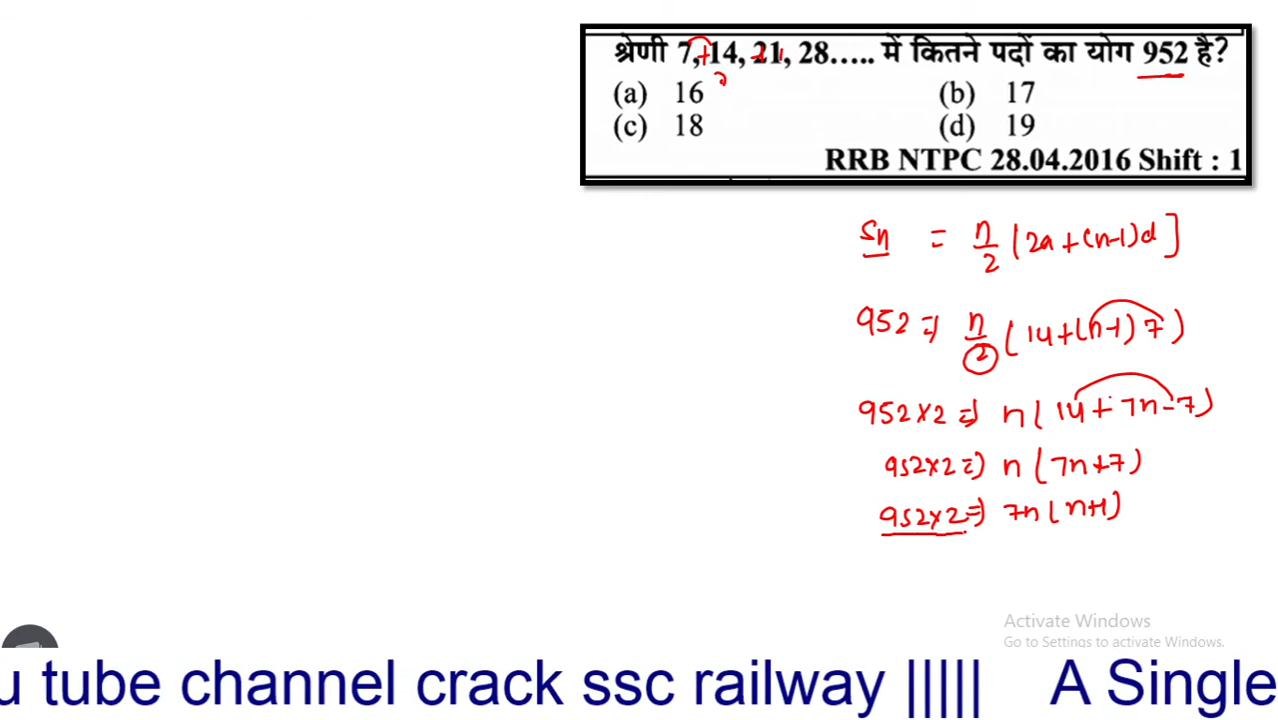 श्रेणी 7, 14, 21, 28..... में कितने पदों का योग 952 है?
(a) 16 (b) 17
(c) 18 (d) 19
RRB NTPC 28.04.2016 Shift : 1
Sn = n/2 (2a+(n-1)d]
952 => n/2 (14+(n-1)7)
952×2 => n(14+7n-7)
952×2 => n(7n+7)
952×2 => 7n(n+1)
Activate Windows
Go to Settings to activate Windows.
u tube channel crack ssc railway ||||| A Single